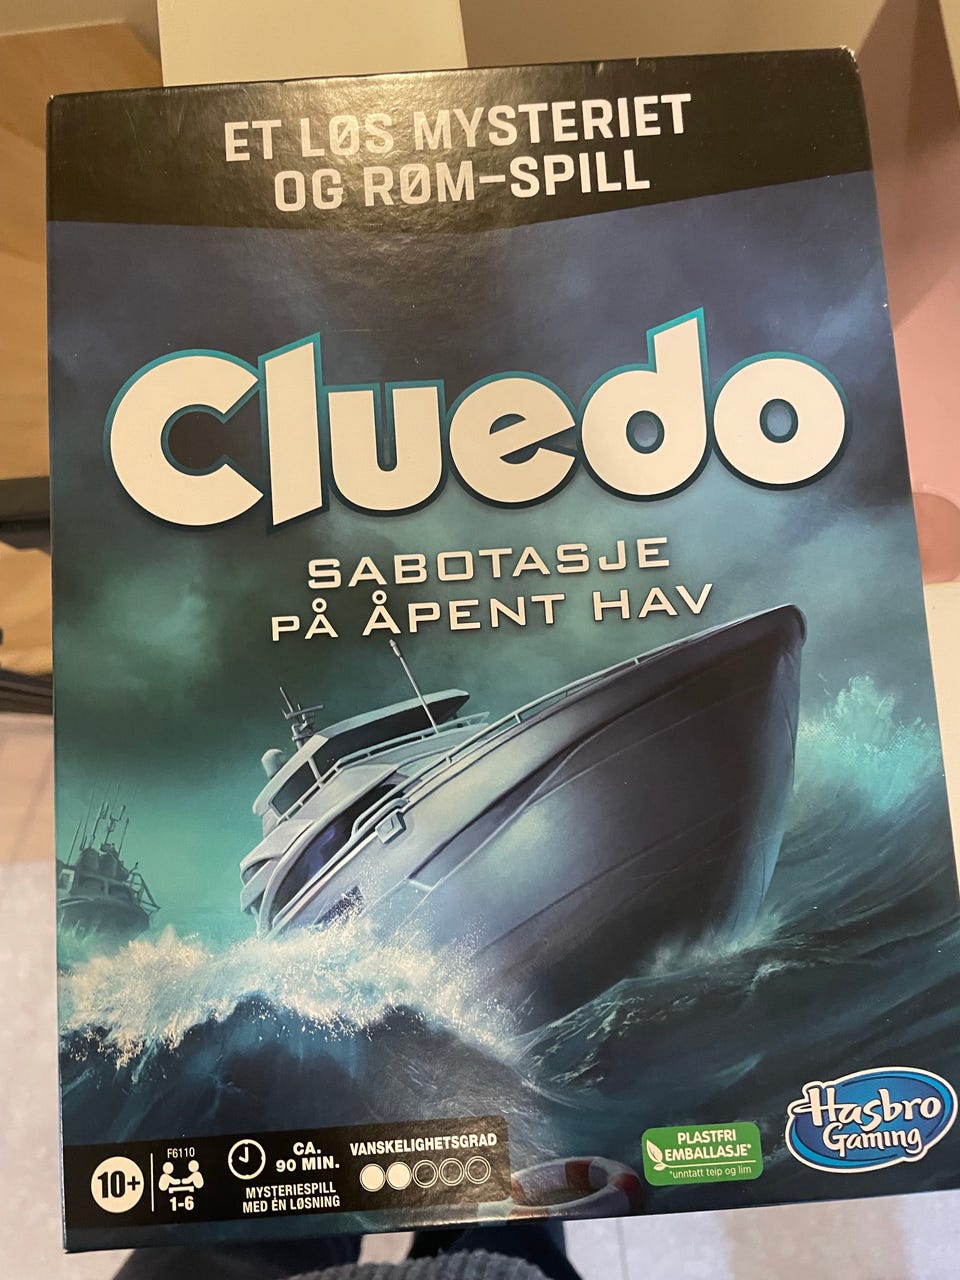 ET LØS MYSTERIET
OG RØM-SPILL
Cluedo
SABOTASJE
PÅ ÅPENT HAV
10+
F6110
1-6
CA.
90 MIN.
MYSTERIESPILL
MED ÉN LØSNING
VANSKELIGHETSGRAD
PLASTFRI
EMBALLASJE*
*unntatt teip og lim
Hasbro
Gaming